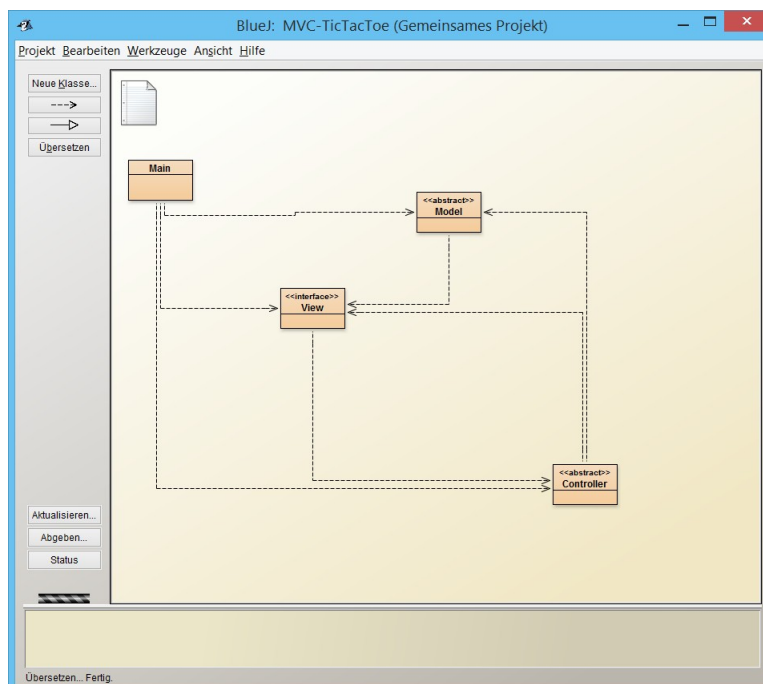 BlueJ: MVC-TicTacToe (Gemeinsames Projekt)
Projekt Bearbeiten Werkzeuge Ansicht Hilfe
Neue Klasse...
Übersetzen
Main
<<abstract>>
Model
<<interface>>
View
<<abstract>>
Controller
Aktualisieren...
Abgeben...
Status
Übersetzen... Fertig.